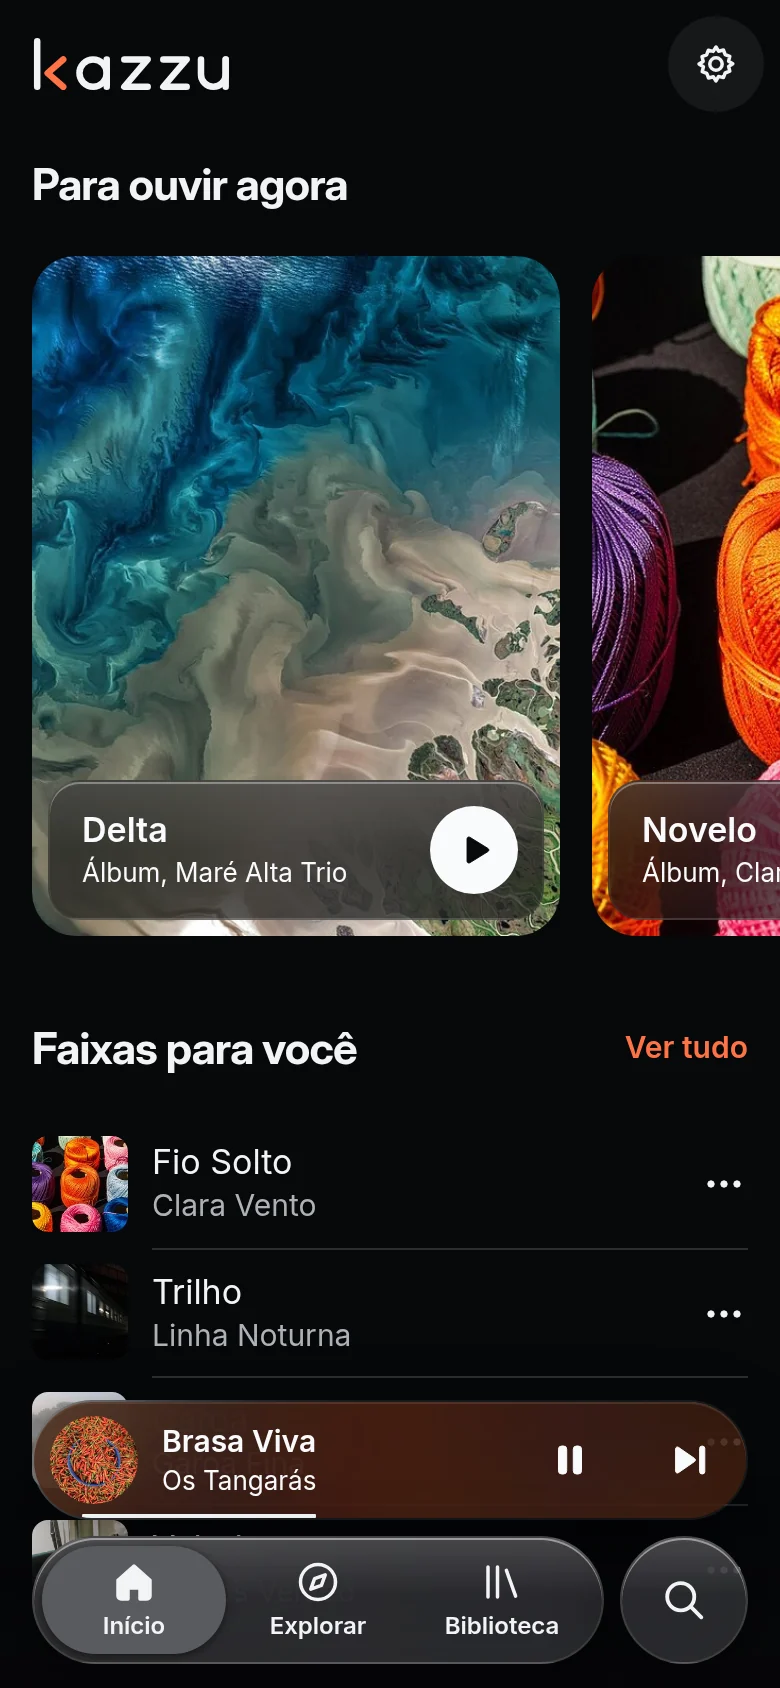 kazzu
Para ouvir agora
Delta
Álbum, Maré Alta Trio
Novelo
Álbum, Clar
Faixas para você
Ver tudo
Fio Solto
Clara Vento
Trilho
Linha Noturna
Brasa Viva
Os Tangarás
Início
Explorar
Biblioteca